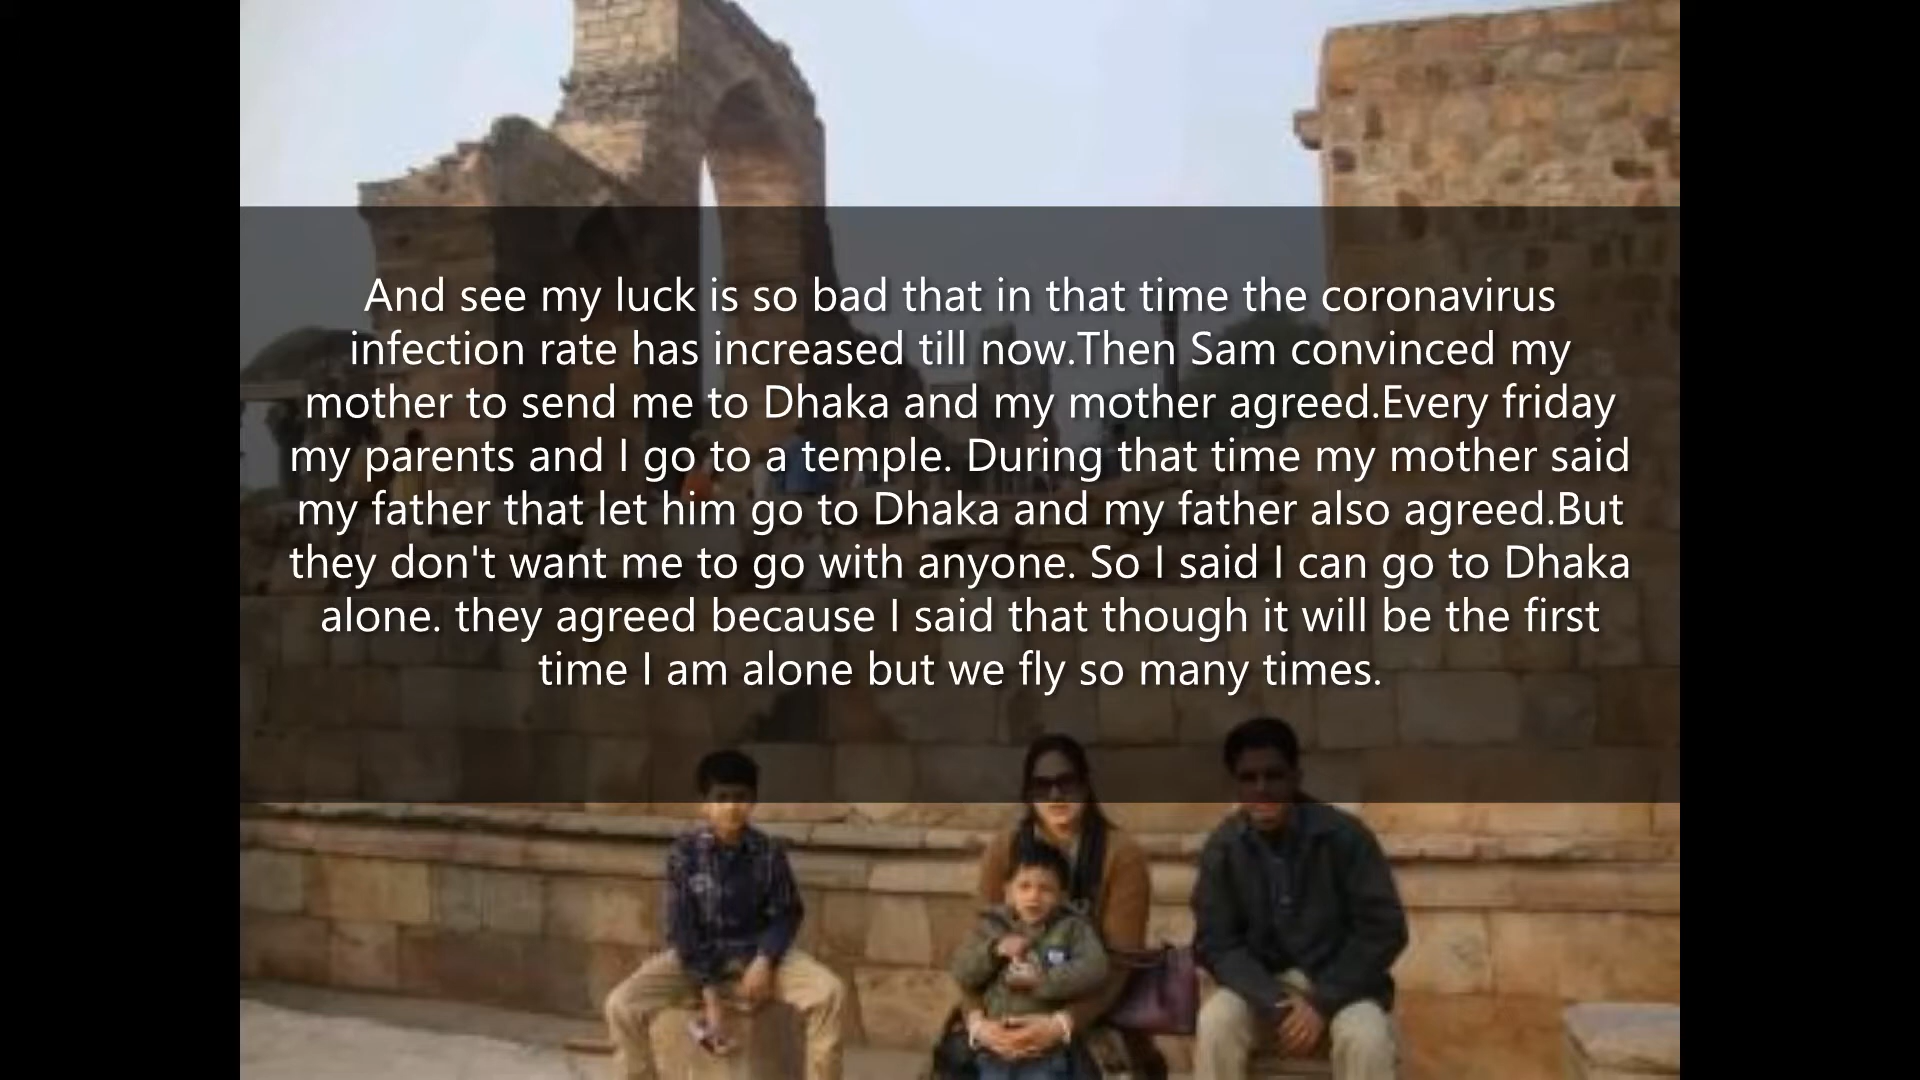 And see my luck is so bad that in that time the coronavirus
infection rate has increased till now.Then Sam convinced my
mother to send me to Dhaka and my mother agreed.Every friday
my parents and I go to a temple. During that time my mother said
my father that let him go to Dhaka and my father also agreed.But
they don't want me to go with anyone. So I said I can go to Dhaka
alone. they agreed because I said that though it will be the first
time I am alone but we fly so many times.